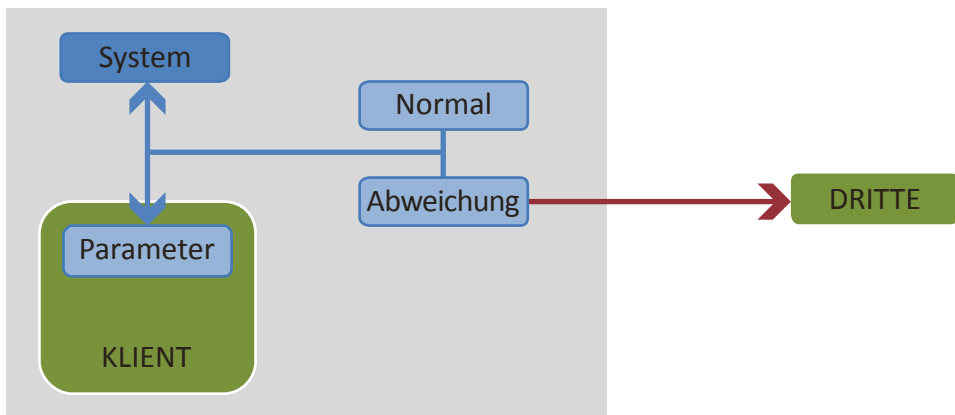 System
Normal
Abweichung
DRITTE
Parameter
KLIENT